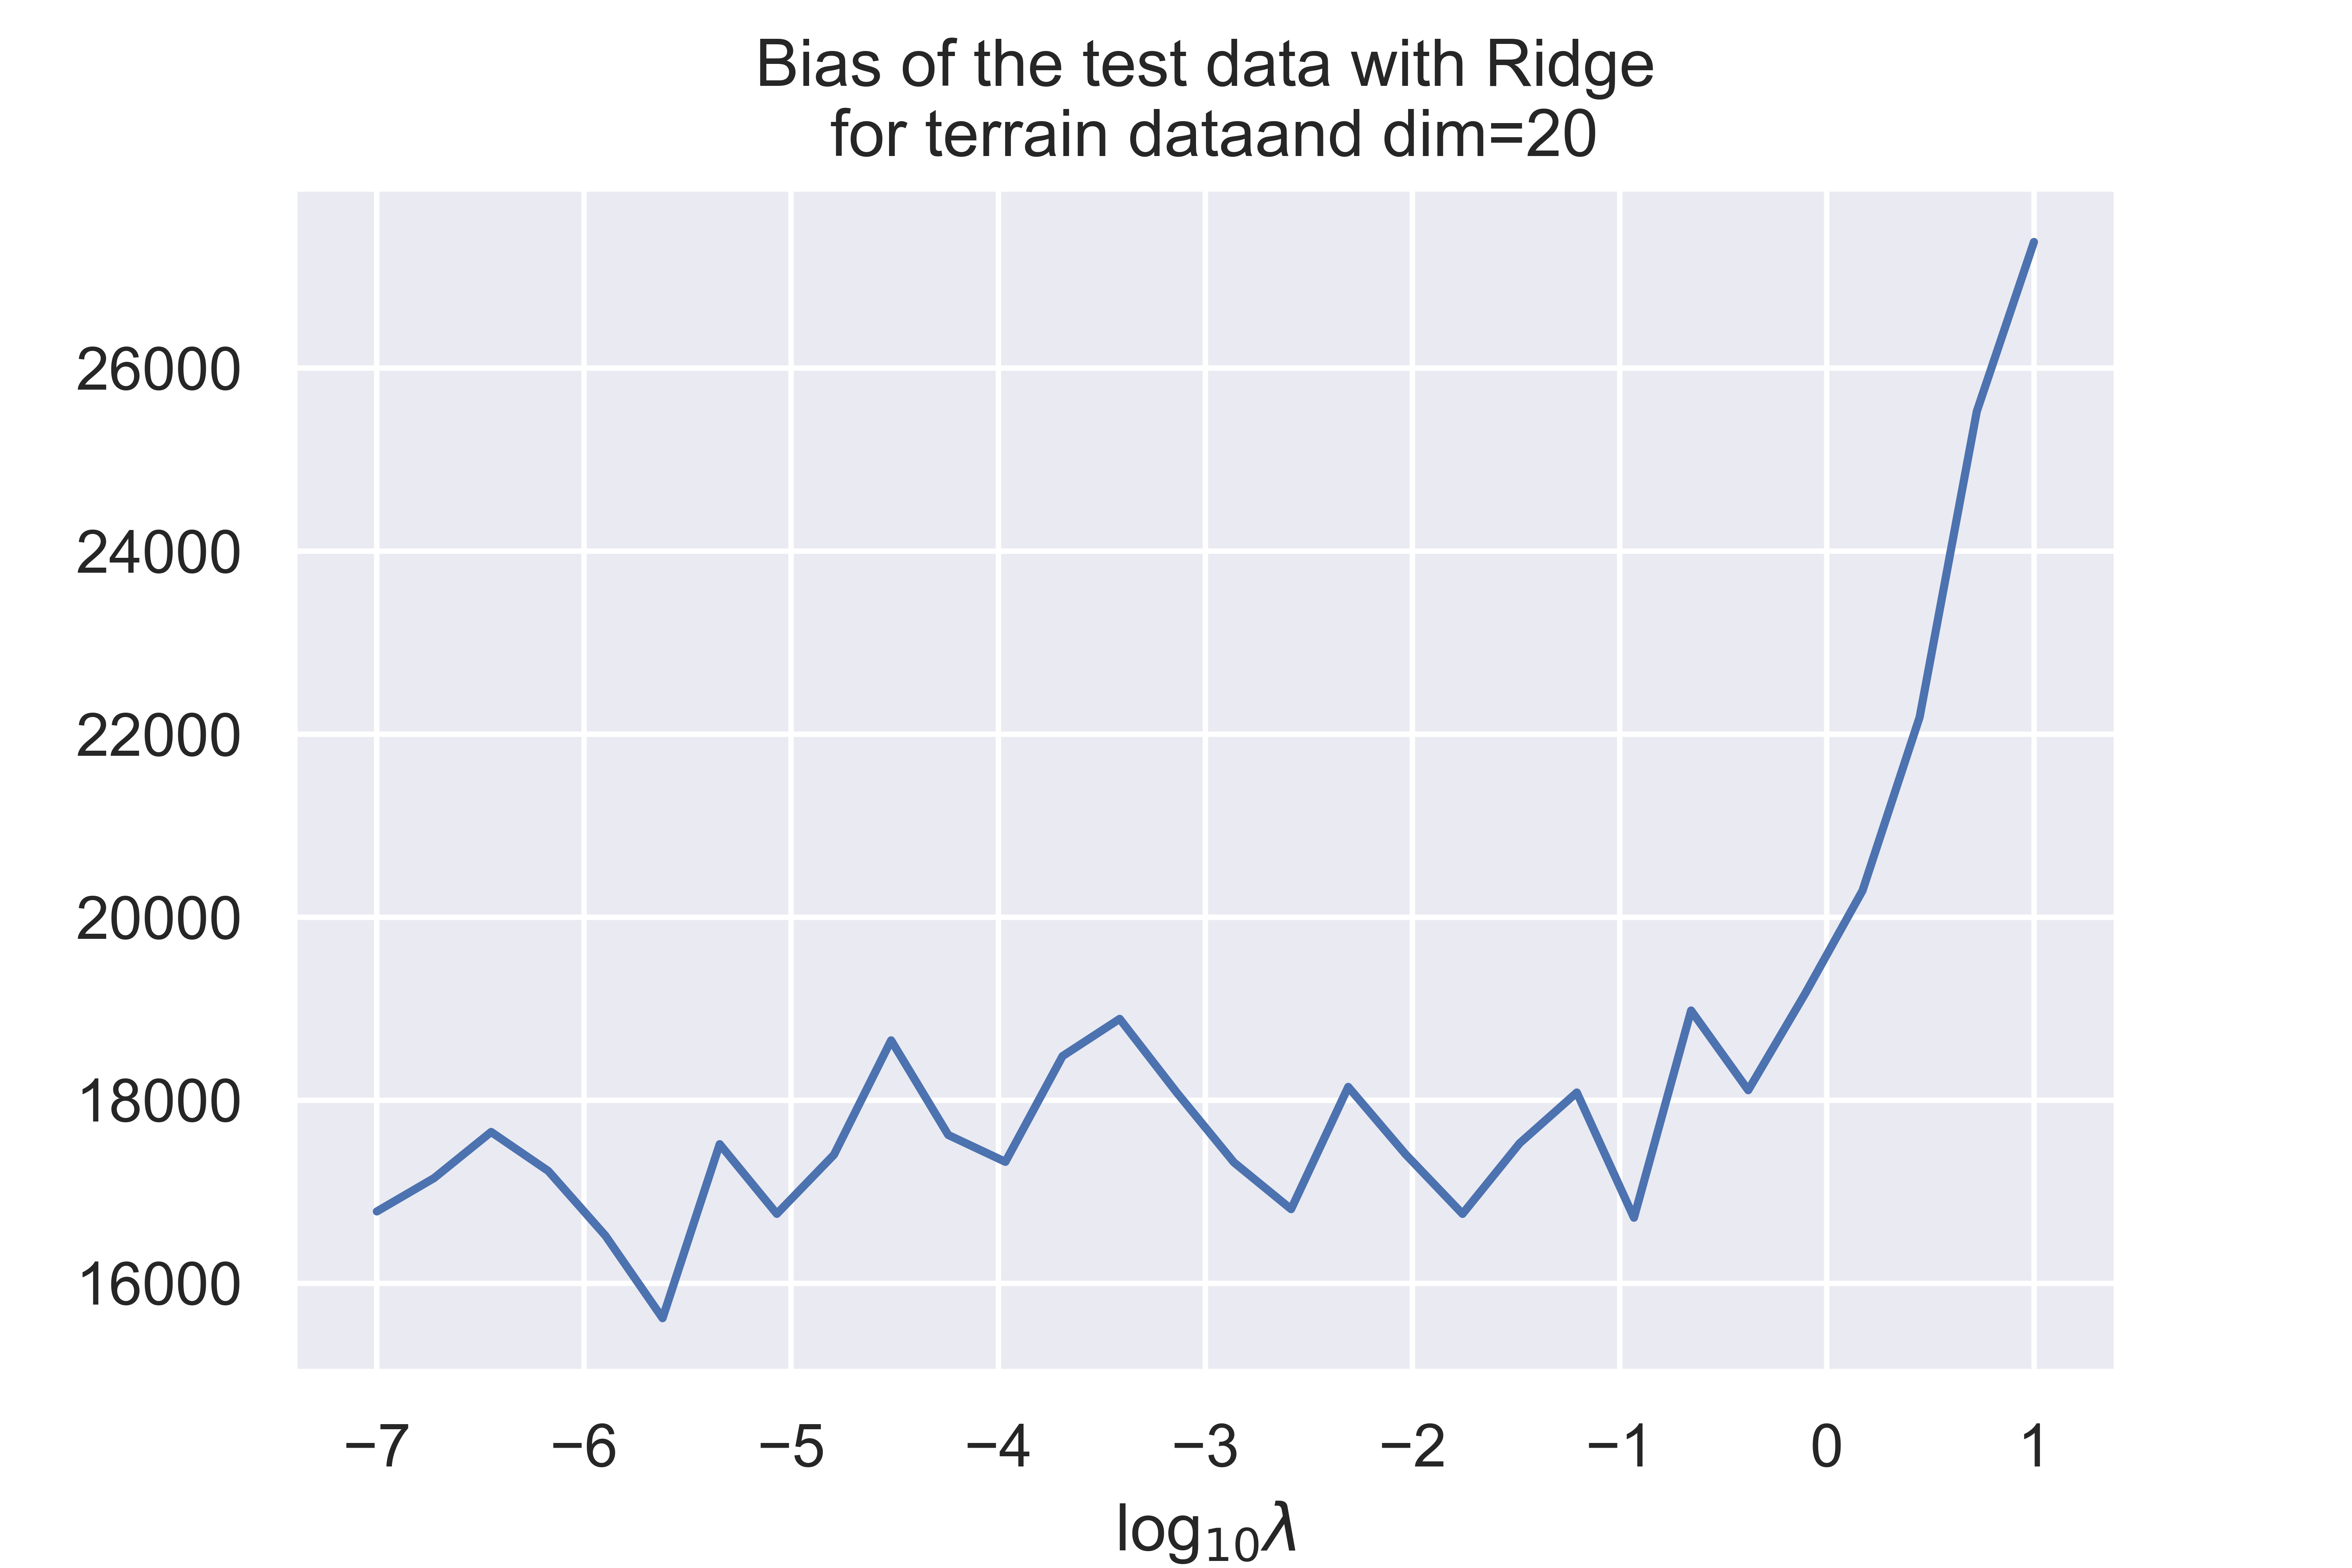 Bias of the test data with Ridge
for terrain dataand dim=20
26000
24000
22000
20000
18000
16000
−7 −6 −5 −4 −3 −2 −1 0 1
log₁₀λ